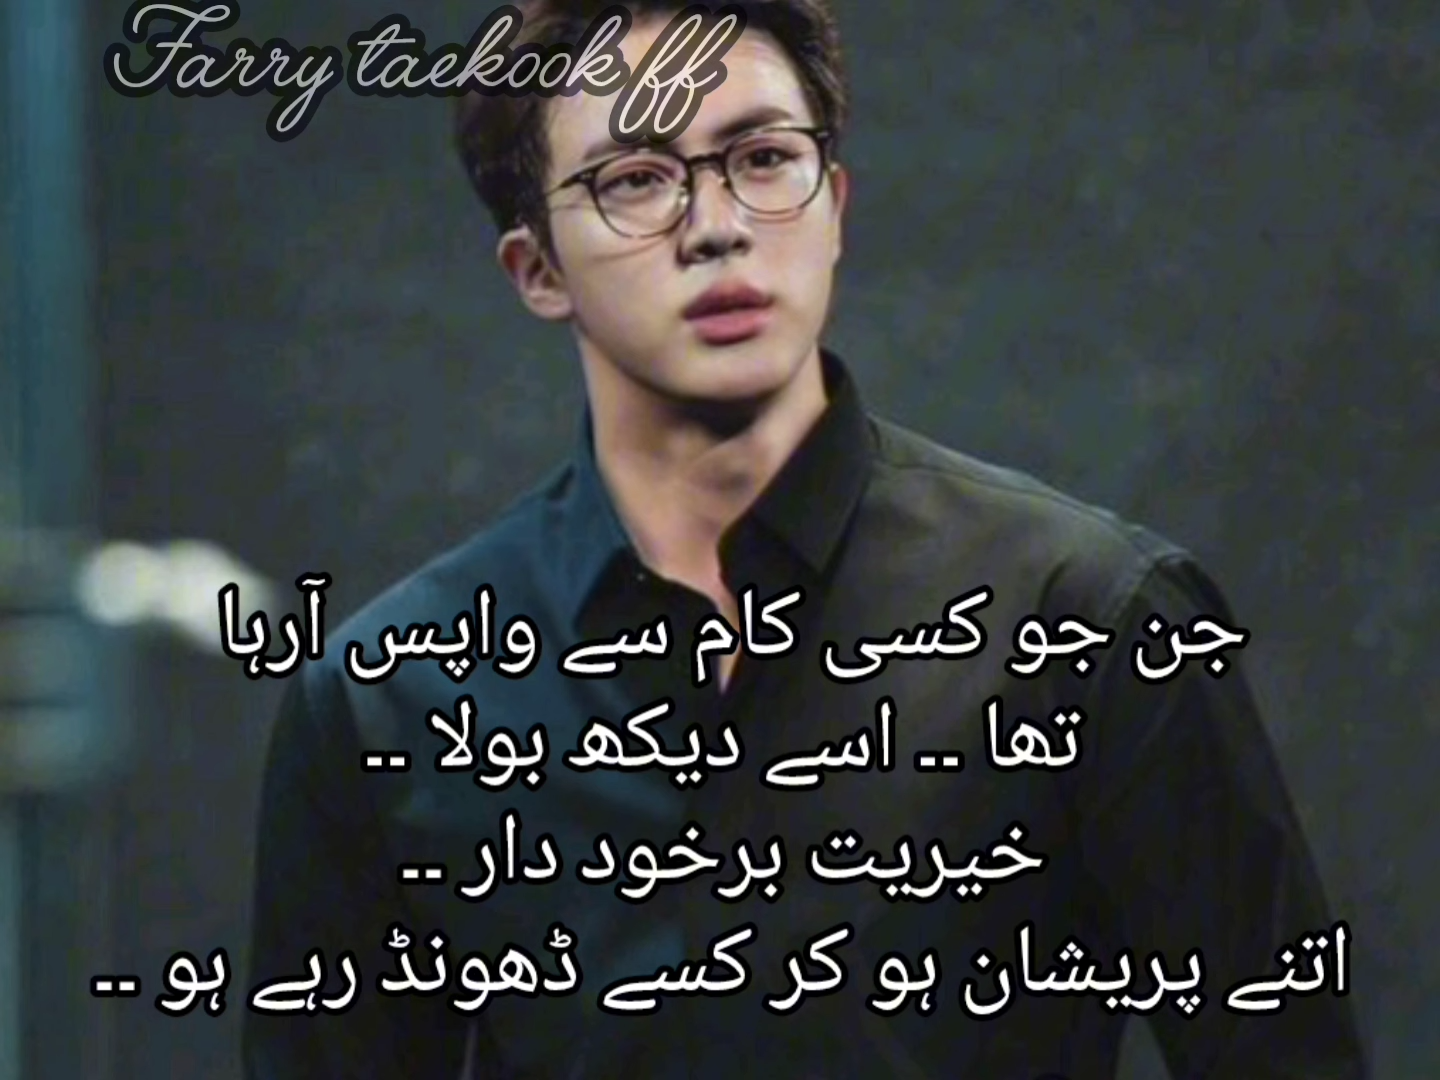 Farry taekook ff
جن جو کسی کام سے واپس آرہا
تھا -- اسے دیکھ بولا --
خیریت برخود دار --
اتنے پریشان ہو کر کسے ڈھونڈ رہے ہو --